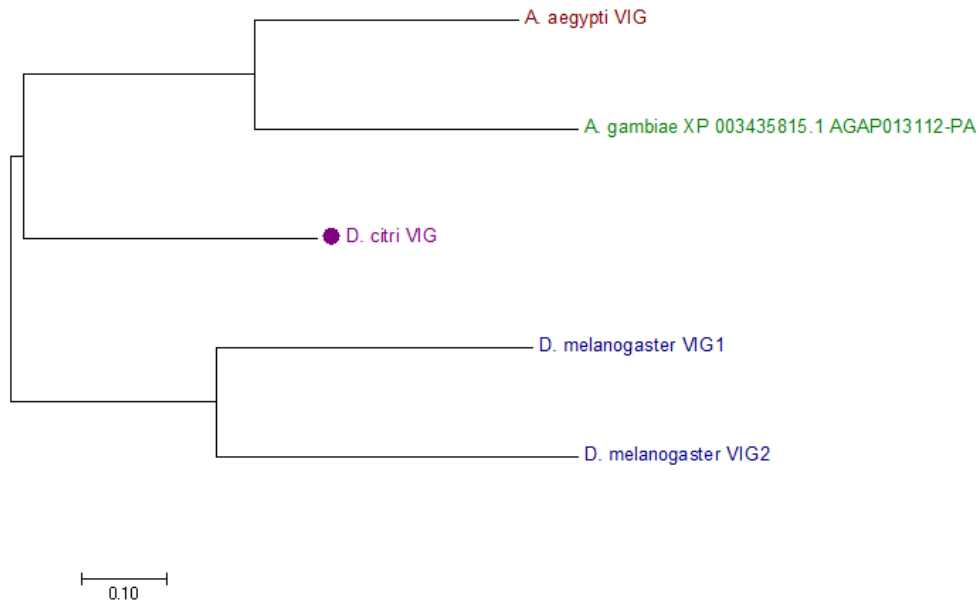 A. aegypti VIG
A. gambiae XP 003435815.1 AGAP013112-PA
D. citri VIG
D. melanogaster VIG1
D. melanogaster VIG2
0.10